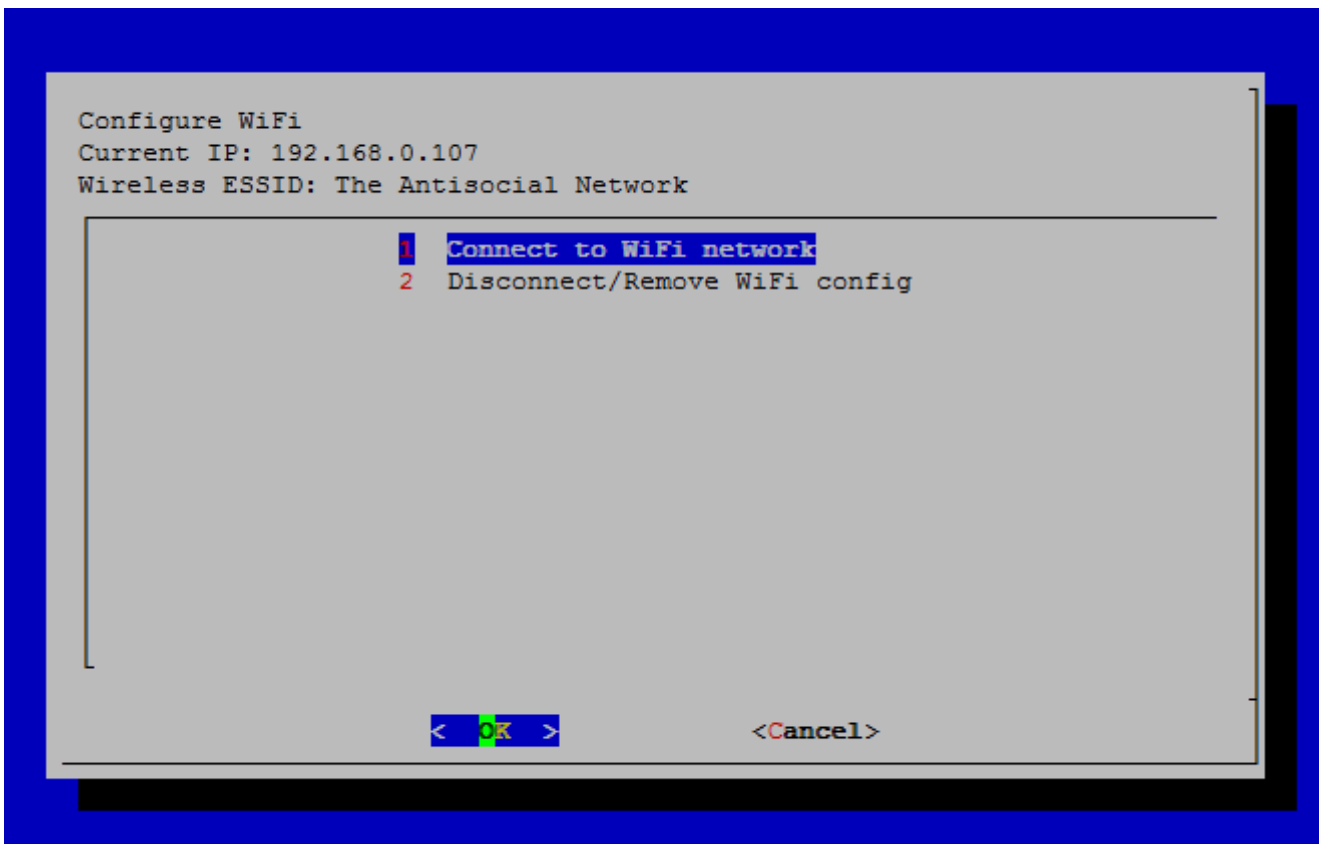 Configure WiFi
Current IP: 192.168.0.107
Wireless ESSID: The Antisocial Network
1 Connect to WiFi network
2 Disconnect/Remove WiFi config
< OK > <Cancel>